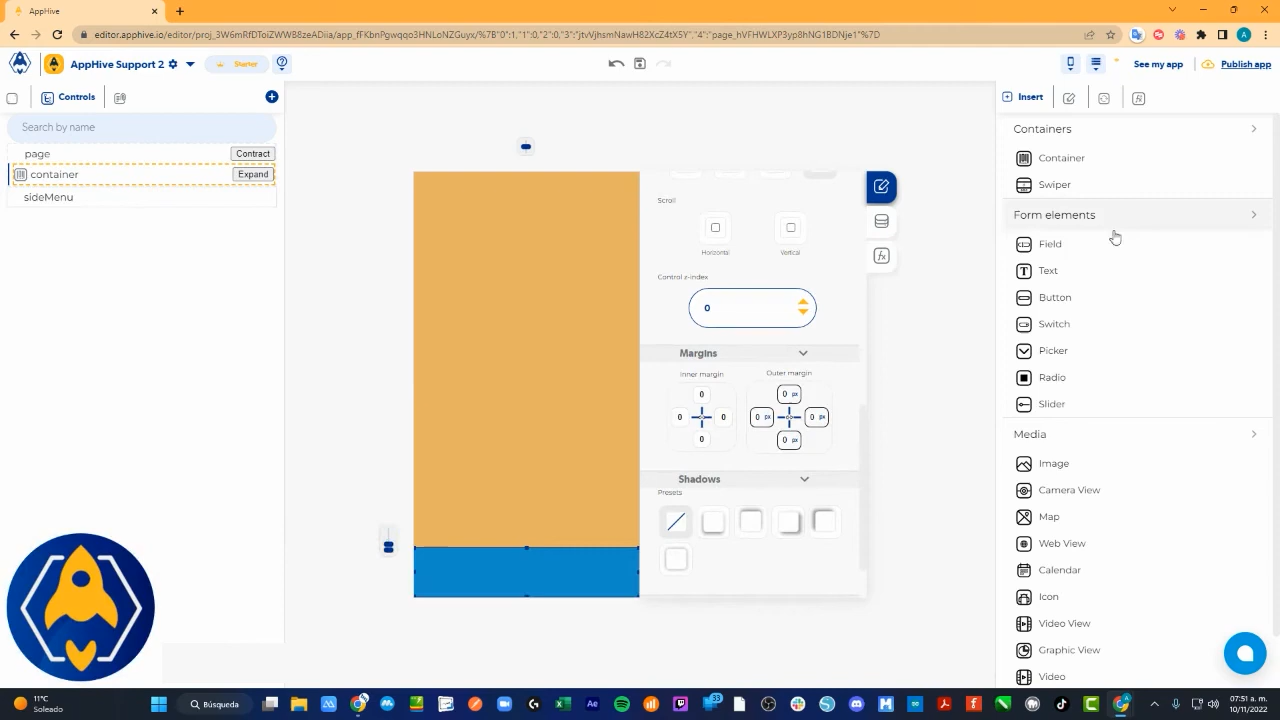 AppHive
editor.apphive.io/editor/proj_3W6mRfDToiZWW8zeADiia/app_fFKbnPgwqqo3HNLoNZGuyx/%7B"0":1,"1":0,"2":0,"3":"jtvVjhsmNawH82XcZ4tX5Y","4":"page_hVFHWLXP3yp8hNG1BDNje1"%7D
A
AppHive Support 2
Starter
See my app
Publish app
Controls
Insert
Search by name
page
Contract
container
Expand
sideMenu
Scroll
Horizontal
Vertical
Control z-index
0
Margins
Inner margin
Outer margin
0
0 px
0
0
0 px
0 px
0
0 px
Shadows
Presets
fx
Containers
Container
Swiper
Form elements
Field
Text
Button
Switch
Picker
Radio
Slider
Media
Image
Camera View
Map
Web View
Calendar
Icon
Video View
Graphic View
Video
11°C
Soleado
Búsqueda
Ae
33
07:51 a. m.
10/11/2022